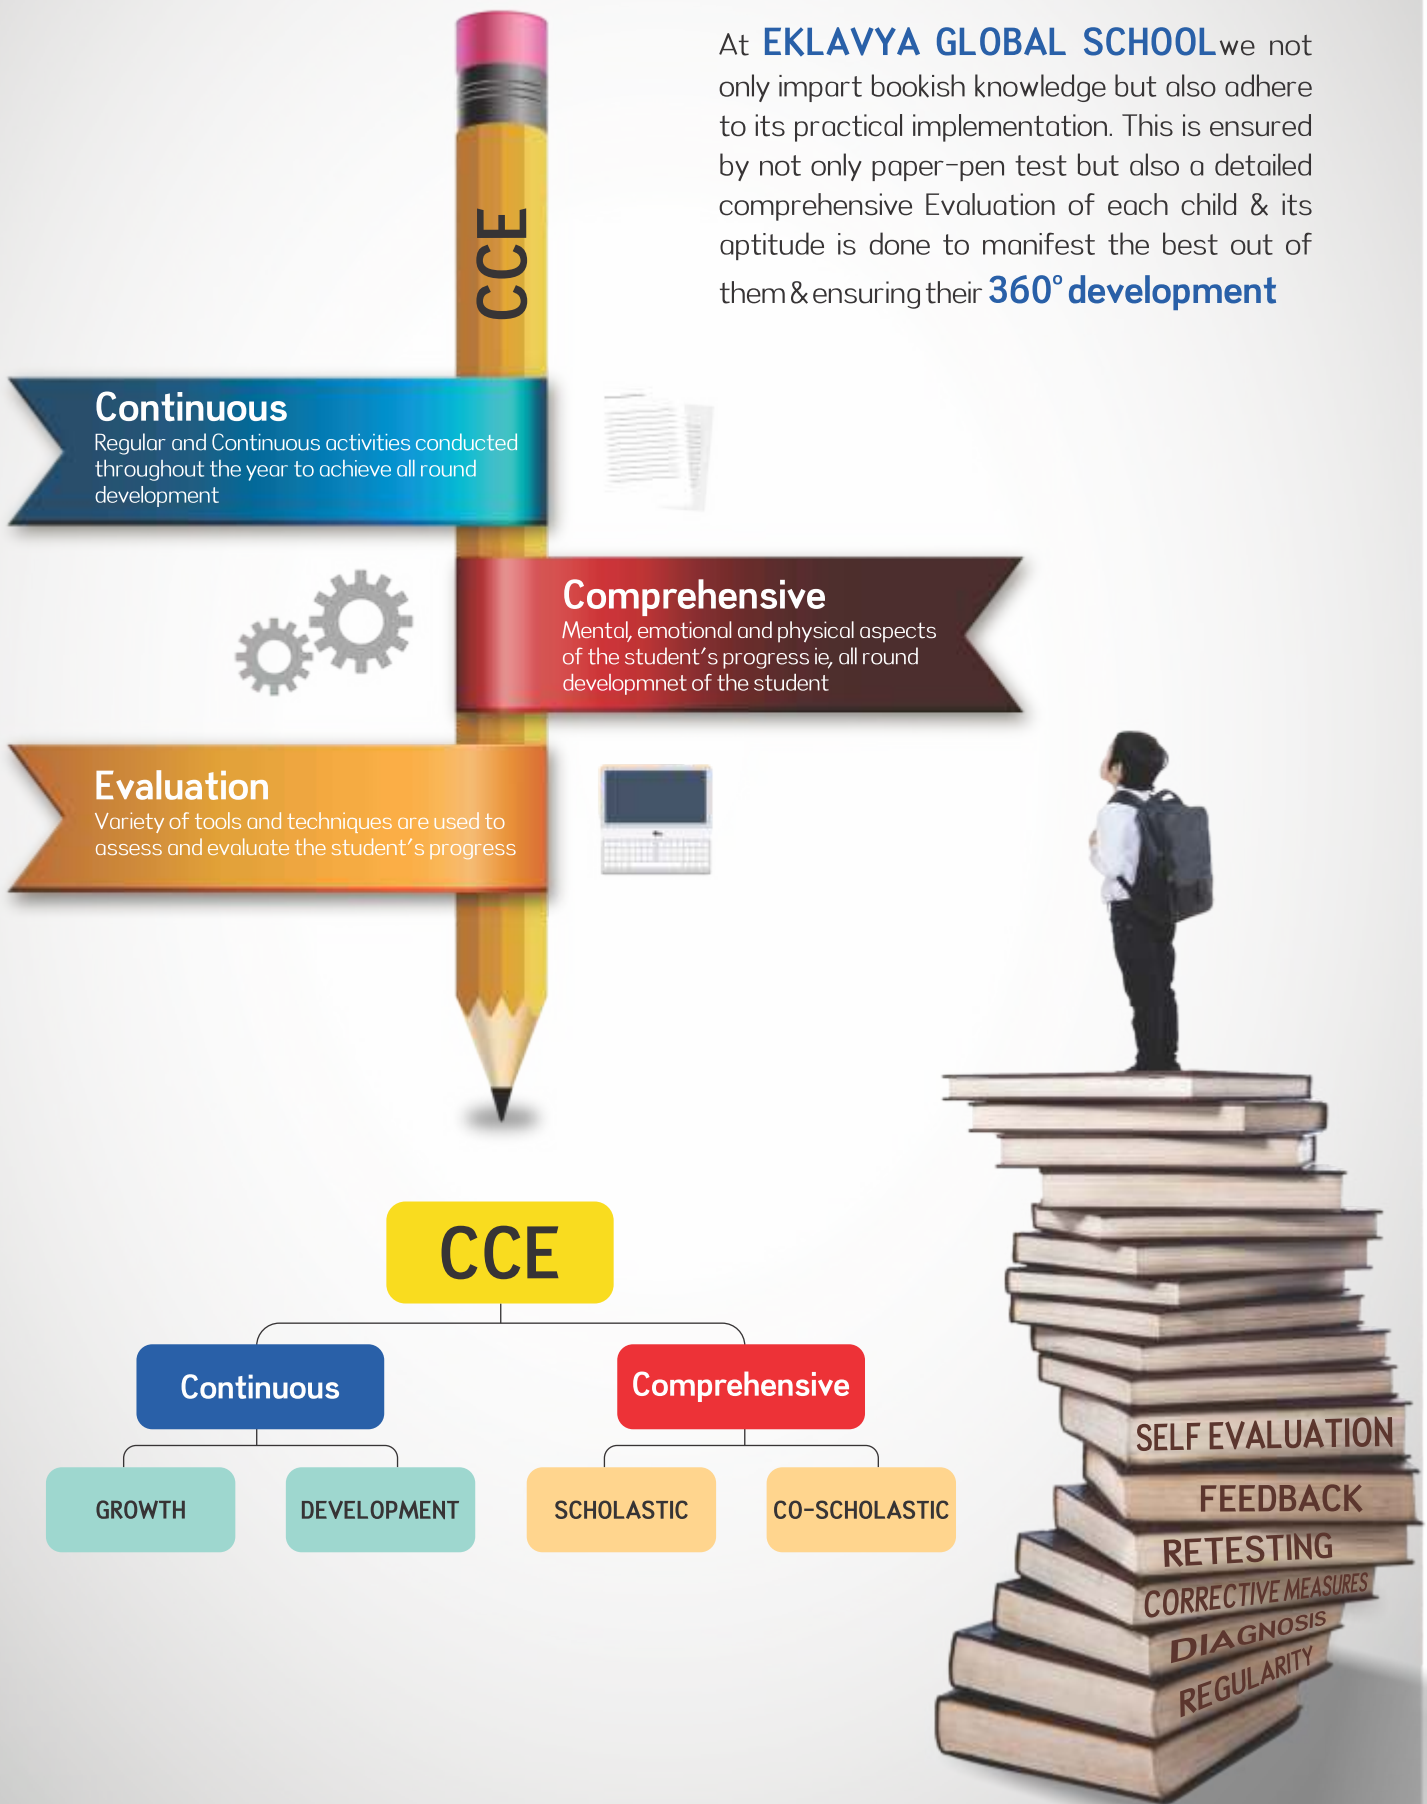 At EKLAVYA GLOBAL SCHOOL we not
only impart bookish knowledge but also adhere
to its practical implementation. This is ensured
by not only paper-pen test but also a detailed
comprehensive Evaluation of each child & its
aptitude is done to manifest the best out of
them & ensuring their 360° development
CCE
Continuous
Regular and Continuous activities conducted
throughout the year to achieve all round
development
Comprehensive
Mental, emotional and physical aspects
of the student's progress ie, all round
developmnet of the student
Evaluation
Variety of tools and techniques are used to
assess and evaluate the student's progress
CCE
Continuous
Comprehensive
GROWTH
DEVELOPMENT
SCHOLASTIC
CO-SCHOLASTIC
SELF EVALUATION
FEEDBACK
RETESTING
CORRECTIVE MEASURES
DIAGNOSIS
REGULARITY